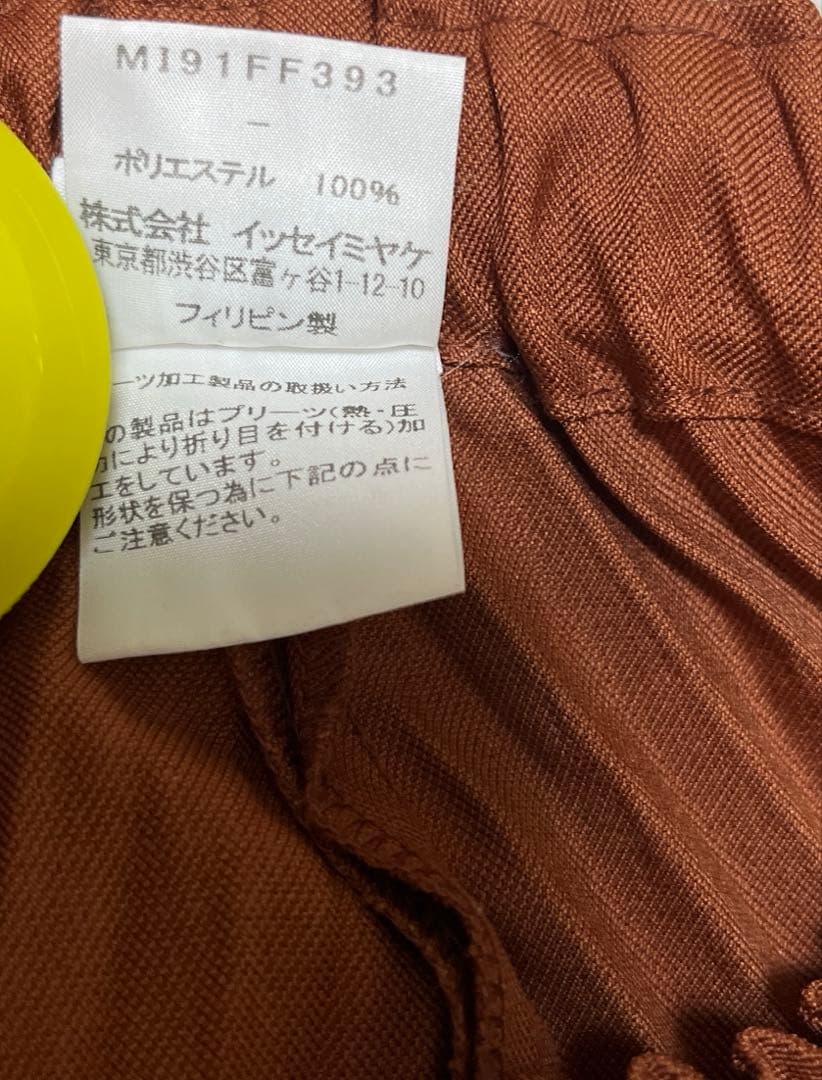 MI91FF393
-
ポリエステル 100%
株式会社 イッセイミヤケ
東京都渋谷区富ヶ谷1-12-10
フィリピン製
ーツ加工製品の取扱い方法
の製品はプリーツ(熱・圧
力により折り目を付ける)加
工をしています。
形状を保つ為に下記の点に
ご注意ください。